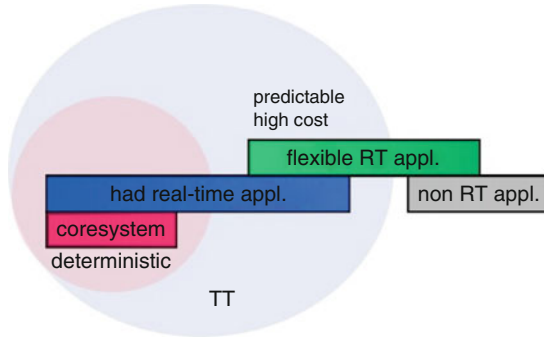 predictable
high cost
flexible RT appl.
had real-time appl.
non RT appl.
coresystem
deterministic
TT